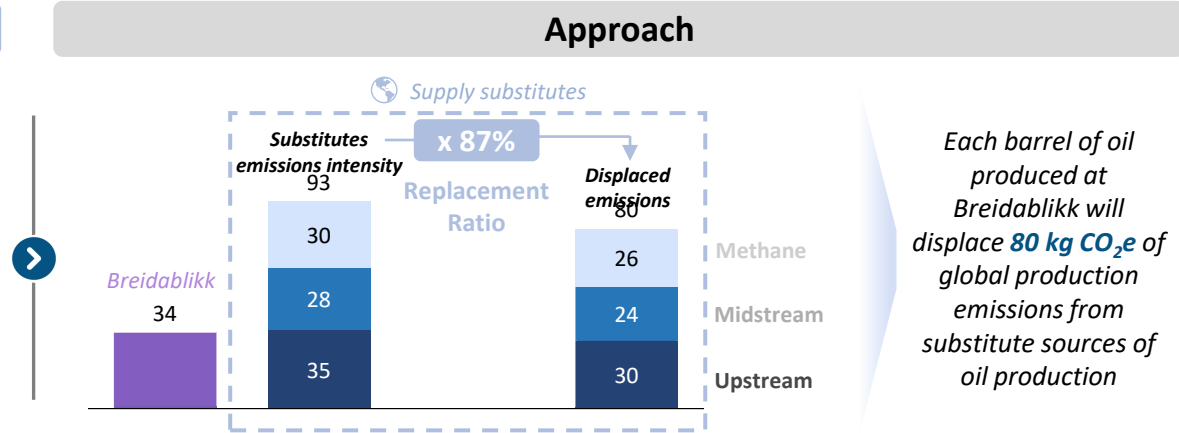 Approach
Supply substitutes
Substitutes
emissions intensity
x 87%
Replacement
Ratio
Displaced
emissions
93
30
28
35
80
26
24
30
Breidablikk
34
Methane
Midstream
Upstream
Each barrel of oil
produced at
Breidablikk will
displace 80 kg CO₂e of
global production
emissions from
substitute sources of
oil production